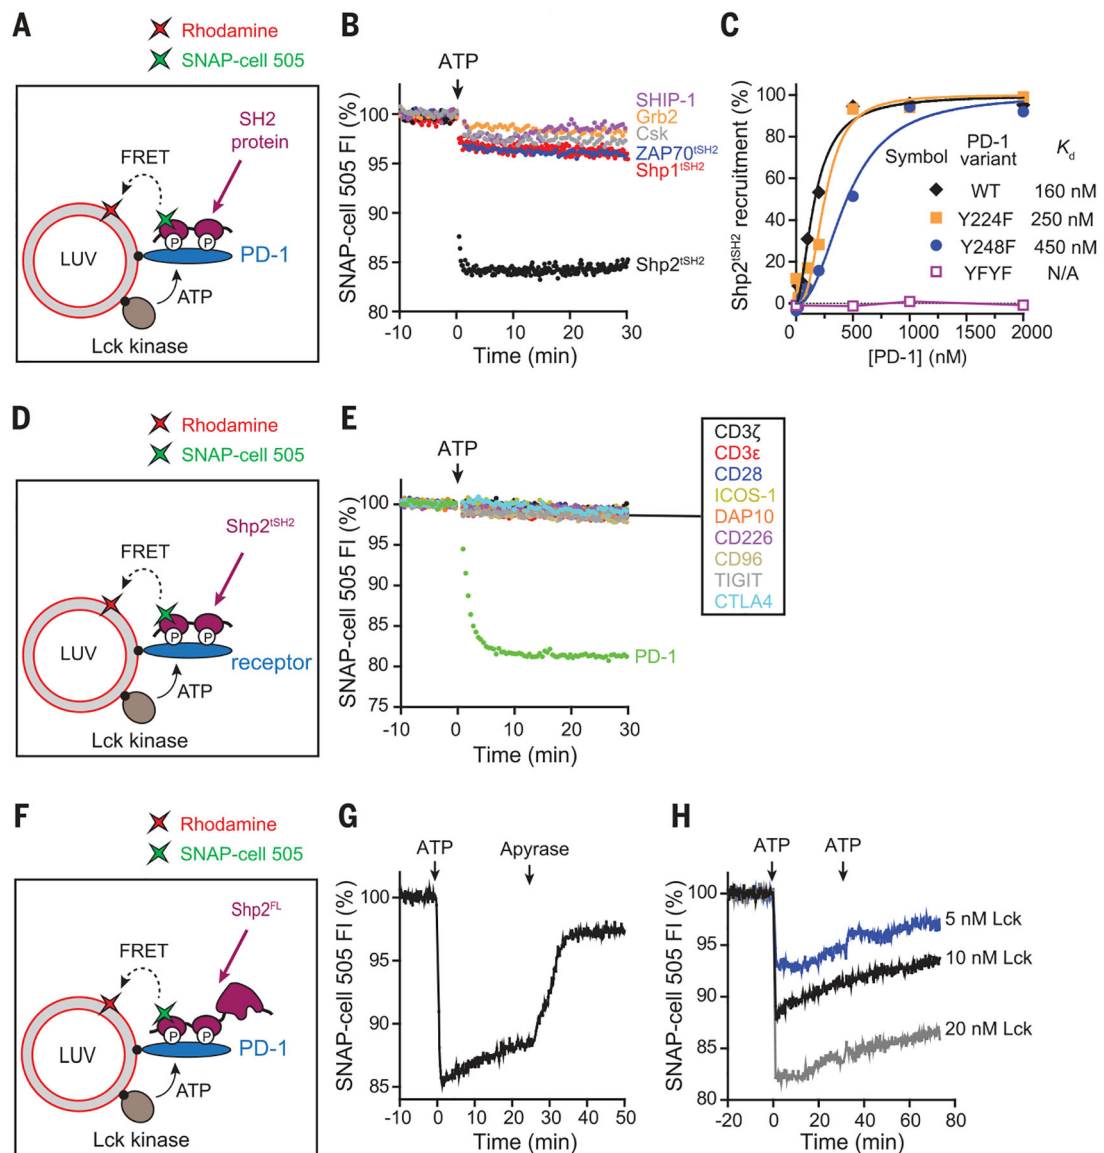 A
Rhodamine
SNAP-cell 505
SH2
protein
FRET
LUV
P
P
PD-1
ATP
Lck kinase
B
ATP
SNAP-cell 505 FI (%)
100
95
90
85
80
-10
0
10
20
30
Time (min)
SHIP-1
Grb2
Csk
ZAP70tSH2
Shp1tSH2
Shp2tSH2
C
Shp2tSH2 recruitment (%)
100
80
60
40
20
0
0
500
1000
1500
2000
[PD-1] (nM)
Symbol
PD-1
variant
Kd
WT
160 nM
Y224F
250 nM
Y248F
450 nM
YFYF
N/A
D
Rhodamine
SNAP-cell 505
Shp2tSH2
FRET
LUV
P
P
receptor
ATP
Lck kinase
E
ATP
SNAP-cell 505 FI (%)
100
95
90
85
80
75
-10
0
10
20
30
Time (min)
CD3ζ
CD3ε
CD28
ICOS-1
DAP10
CD226
CD96
TIGIT
CTLA4
PD-1
F
Rhodamine
SNAP-cell 505
Shp2FL
FRET
LUV
P
P
PD-1
ATP
Lck kinase
G
ATP
Apyrase
SNAP-cell 505 FI (%)
100
95
90
85
-10
0
10
20
30
40
50
Time (min)
H
ATP
ATP
SNAP-cell 505 FI (%)
100
95
90
85
80
-20
0
20
40
60
80
Time (min)
5 nM Lck
10 nM Lck
20 nM Lck